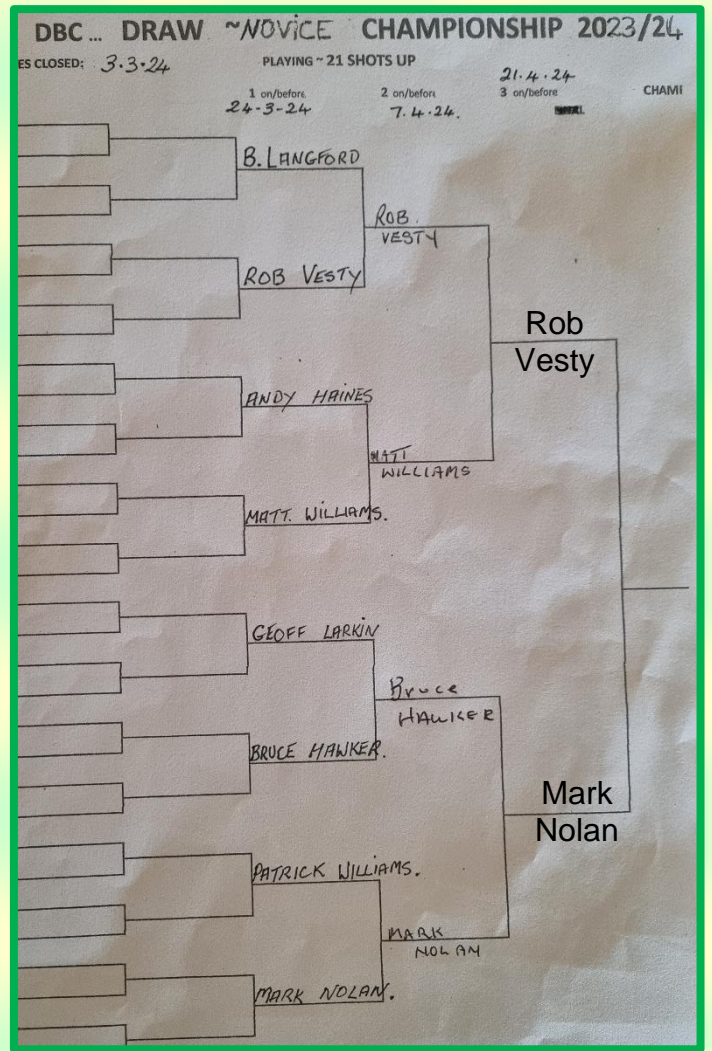 DBC... DRAW ~NOVICE CHAMPIONSHIP 2023/24
ES CLOSED: 3.3.24 PLAYING ~ 21 SHOTS UP
21.4.24
1 on/before 2 on/before 3 on/before CHAMI
24-3-24 7.4.24.
B. LANGFORD
ROB
VESTY
ROB VESTY
Rob
Vesty
ANDY HAINES
MATT
WILLIAMS
MATT. WILLIAMS.
GEOFF LARKIN
Bruce
HAWKER
BRUCE HAWKER.
Mark
Nolan
PATRICK WILLIAMS.
MARK
NOLAN
MARK NOLAN.